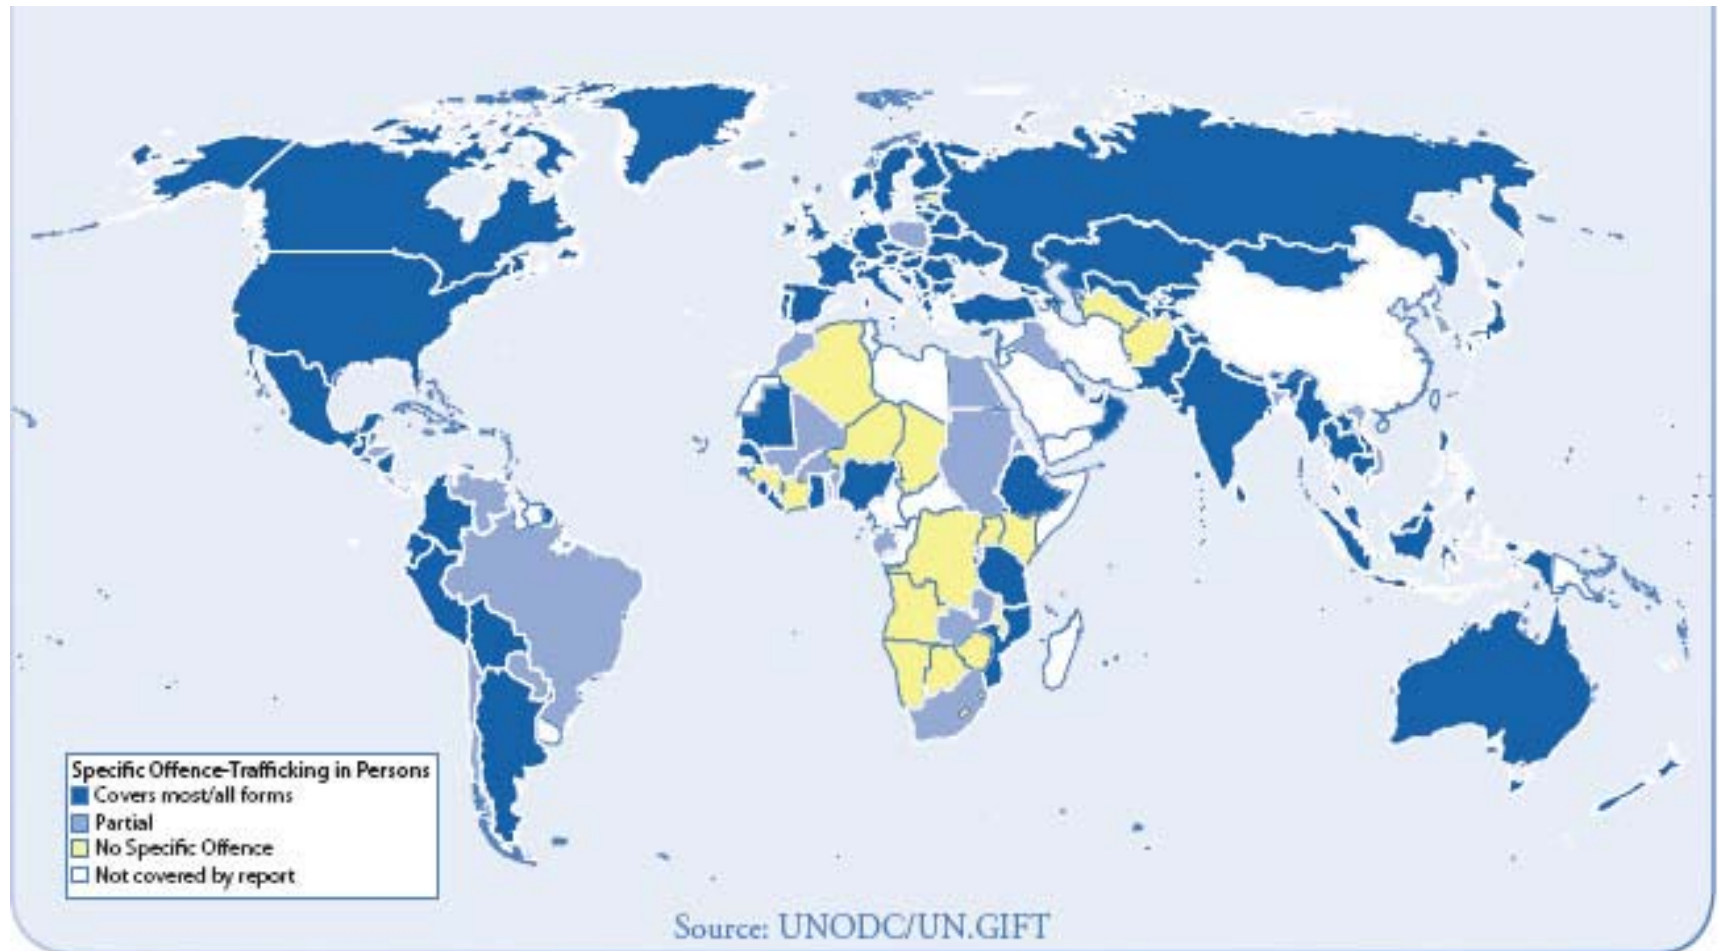 Specific Offence-Trafficking in Persons
Covers most/all forms
Partial
No Specific Offence
Not covered by report
Source: UNODC/UN.GIFT